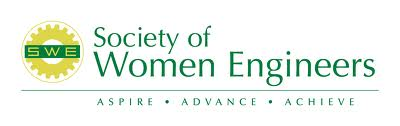 SWE
Society of
Women Engineers
ASPIRE • ADVANCE • ACHIEVE